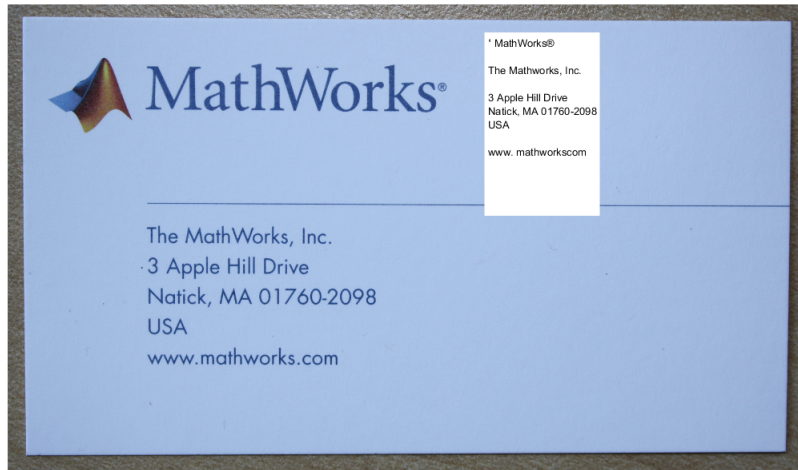 MathWorks®
' MathWorks®
The Mathworks, Inc.
3 Apple Hill Drive
Natick, MA 01760-2098
USA
www. mathworkscom
The MathWorks, Inc.
3 Apple Hill Drive
Natick, MA 01760-2098
USA
www.mathworks.com